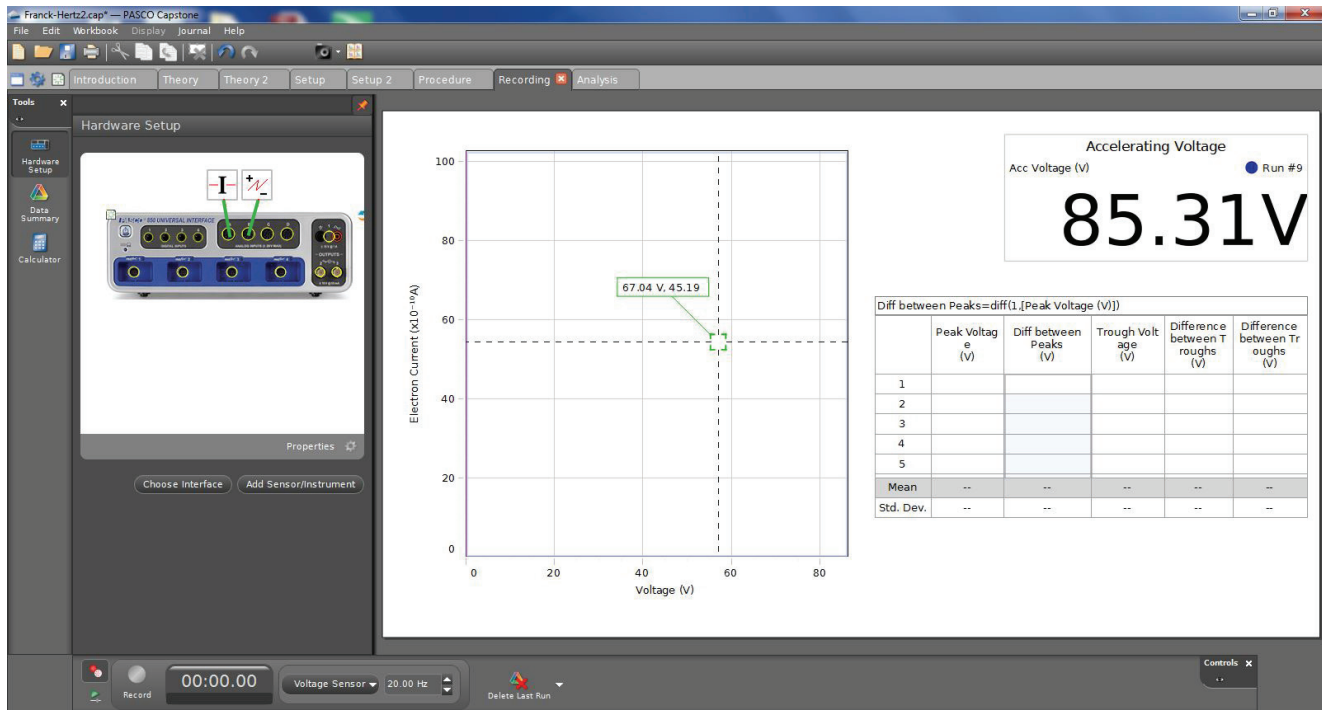 Franck-Hertz2.cap* — PASCO Capstone
File Edit Workbook Display Journal Help
Introduction Theory Theory 2 Setup Setup 2 Procedure Recording Analysis
Tools
Hardware Setup
Hardware
Setup
Data
Summary
Calculator
I
+
−
PASCO 850 UNIVERSAL INTERFACE
DIGITAL INPUTS
OUTPUTS
Properties
Choose Interface Add Sensor/Instrument
100
80
60
40
20
0
Electron Current (x10⁻¹⁰A)
67.04 V, 45.19
0 20 40 60 80
Voltage (V)
Accelerating Voltage
Acc Voltage (V) Run #9
85.31V
Diff between Peaks=diff(1,[Peak Voltage (V)])
Peak Voltag
e
(V)
Diff between
Peaks
(V)
Trough Volt
age
(V)
Difference
between T
roughs
(V)
Difference
between Tr
oughs
(V)
1
2
3
4
5
Mean -- -- -- -- --
Std. Dev. -- -- -- -- --
Record
00:00.00
Voltage Sensor 20.00 Hz
Delete Last Run
Controls